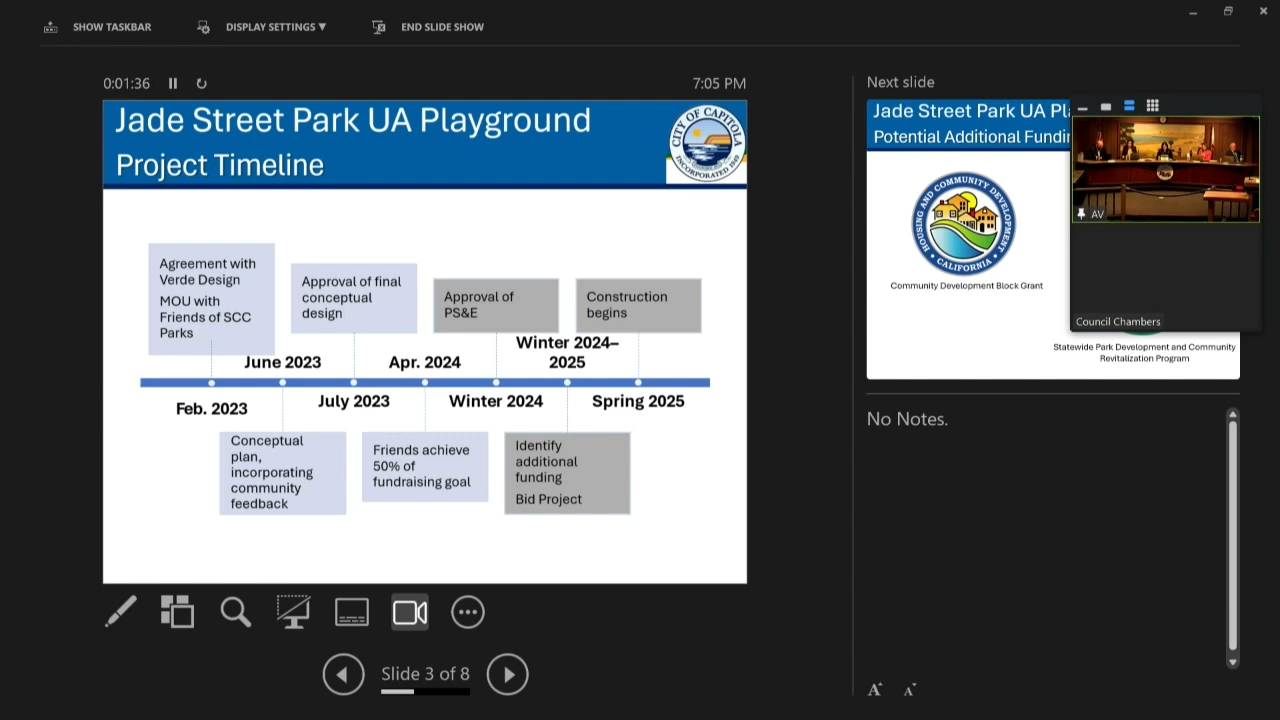 SHOW TASKBAR
DISPLAY SETTINGS ▼
END SLIDE SHOW
0:01:36
7:05 PM
Jade Street Park UA Playground
Project Timeline
CITY OF CAPITOLA
INCORPORATED 1949
Agreement with
Verde Design
MOU with
Friends of SCC
Parks
Approval of final
conceptual
design
Approval of
PS&E
Construction
begins
June 2023
Apr. 2024
Winter 2024–
2025
Feb. 2023
July 2023
Winter 2024
Spring 2025
Conceptual
plan,
incorporating
community
feedback
Friends achieve
50% of
fundraising goal
Identify
additional
funding
Bid Project
Slide 3 of 8
Next slide
Jade Street Park UA Pl
Potential Additional Fundin
HOUSING AND COMMUNITY DEVELOPMENT
CALIFORNIA
Community Development Block Grant
AV
Council Chambers
Statewide Park Development and Community
Revitalization Program
No Notes.
A
A